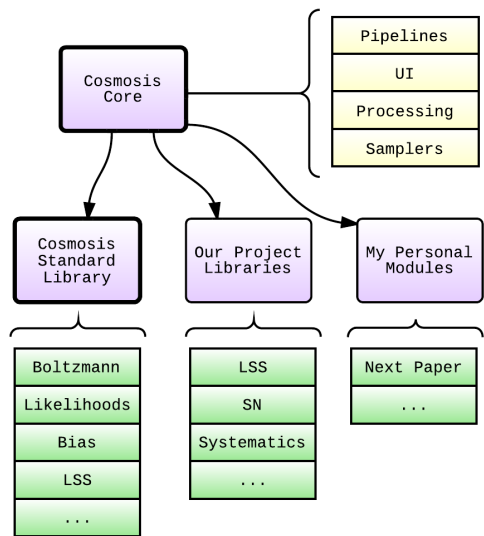 Cosmosis
Core
Pipelines
UI
Processing
Samplers
Cosmosis
Standard
Library
Our Project
Libraries
My Personal
Modules
Boltzmann
Likelihoods
Bias
LSS
...
LSS
SN
Systematics
...
Next Paper
...